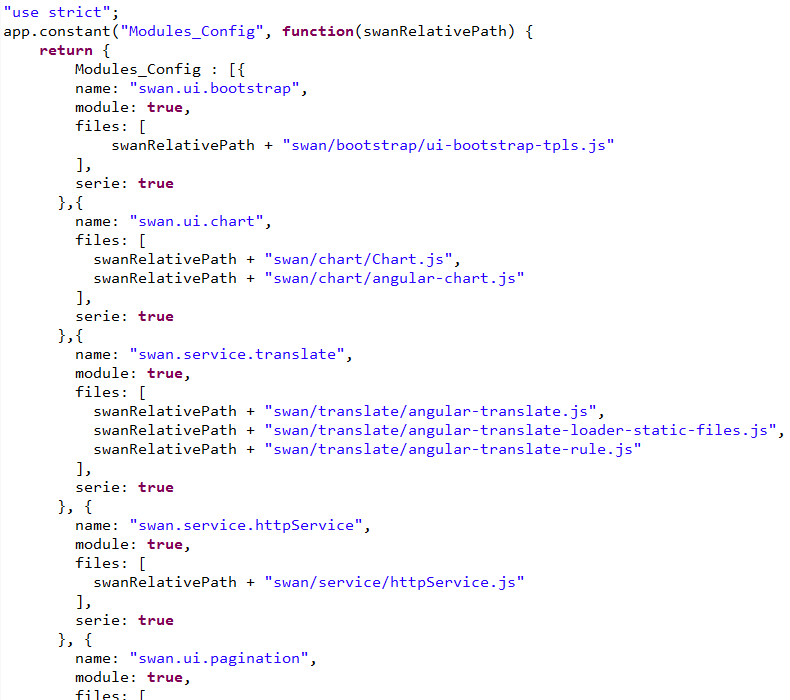 "use strict";
app.constant("Modules_Config", function(swanRelativePath) {
    return {
        Modules_Config : [{
        name: "swan.ui.bootstrap",
        module: true,
        files: [
            swanRelativePath + "swan/bootstrap/ui-bootstrap-tpls.js"
        ],
        serie: true
      },{
        name: "swan.ui.chart",
        files: [
          swanRelativePath + "swan/chart/Chart.js",
          swanRelativePath + "swan/chart/angular-chart.js"
        ],
        serie: true
      },{
        name: "swan.service.translate",
        module: true,
        files: [
          swanRelativePath + "swan/translate/angular-translate.js",
          swanRelativePath + "swan/translate/angular-translate-loader-static-files.js",
          swanRelativePath + "swan/translate/angular-translate-rule.js"
        ],
        serie: true
      }, {
        name: "swan.service.httpService",
        module: true,
        files: [
          swanRelativePath + "swan/service/httpService.js"
        ],
        serie: true
      }, {
        name: "swan.ui.pagination",
        module: true,
        files: [